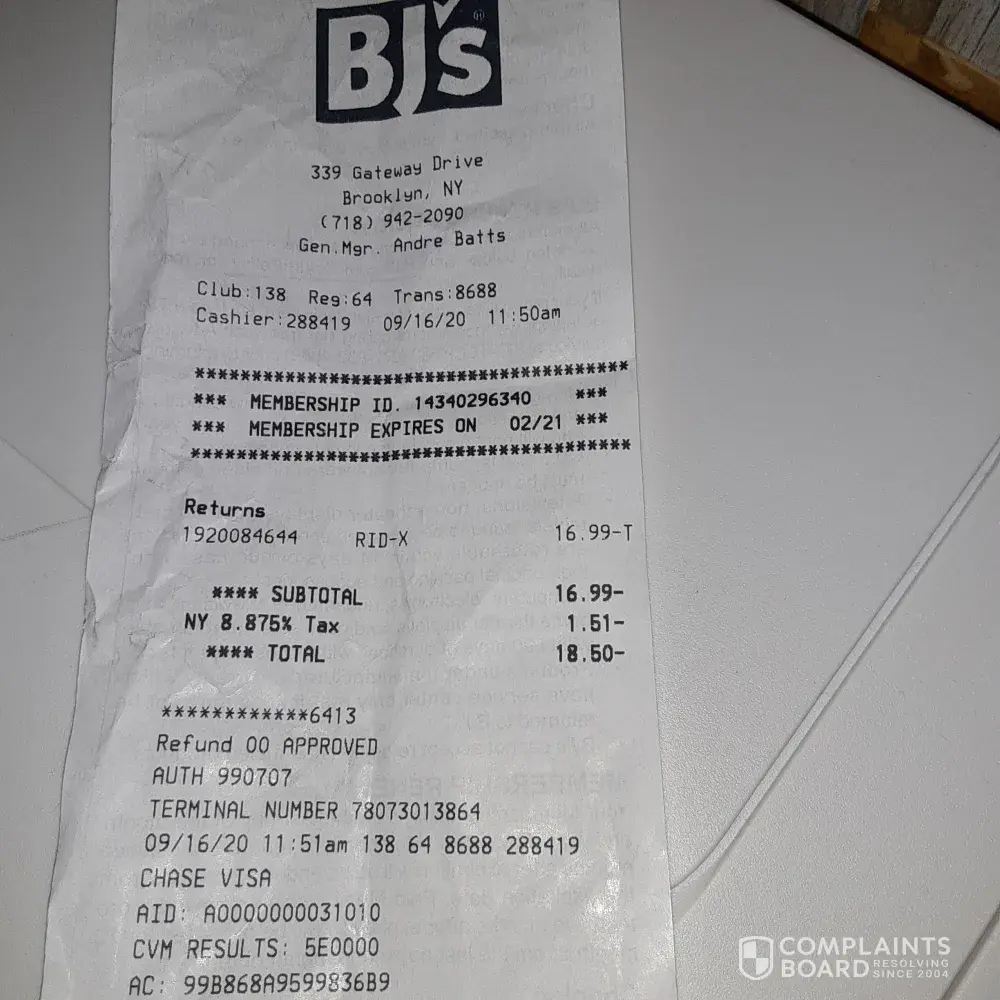 BJ's
339 Gateway Drive
Brooklyn, NY
(718) 942-2090
Gen.Mgr. Andre Batts
Club:138 Reg:64 Trans:8688
Cashier:288419 09/16/20 11:50am
****************************************
*** MEMBERSHIP ID. 14340296340 ***
*** MEMBERSHIP EXPIRES ON 02/21 ***
****************************************
Returns
1920084644 RID-X 16.99-T
**** SUBTOTAL 16.99-
NY 8.875% Tax 1.51-
**** TOTAL 18.50-
************6413
Refund 00 APPROVED
AUTH 990707
TERMINAL NUMBER 78073013864
09/16/20 11:51am 138 64 8688 288419
CHASE VISA
AID: A0000000031010
CVM RESULTS: 5E0000
AC: 99B868A9599836B9
COMPLAINTS
BOARD RESOLVING SINCE 2004